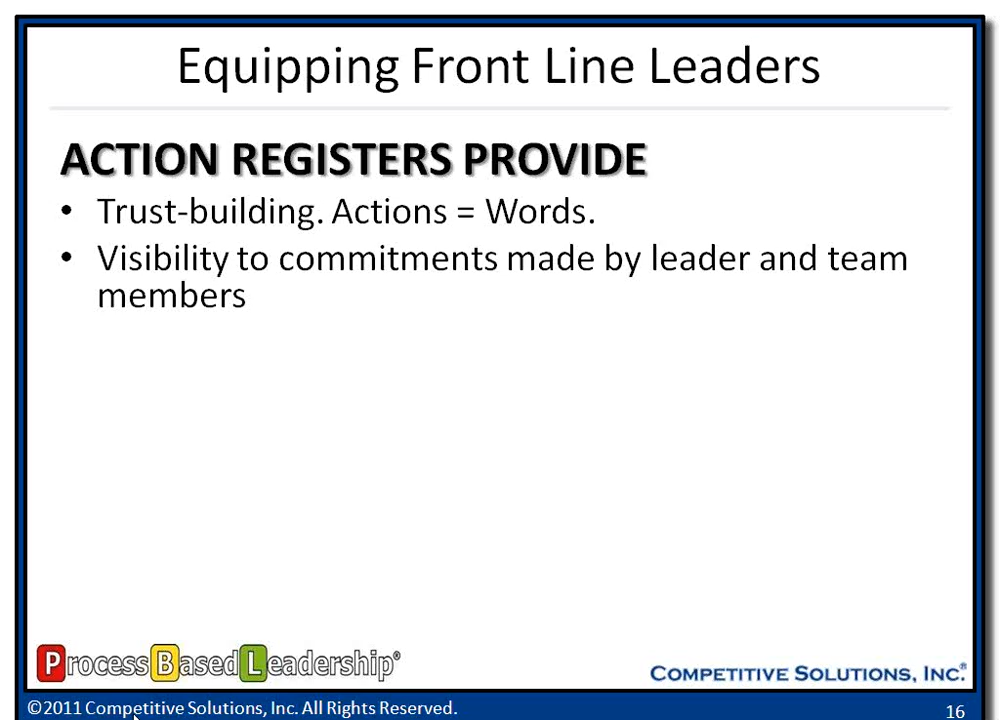 Equipping Front Line Leaders
ACTION REGISTERS PROVIDE
• Trust-building. Actions = Words.
• Visibility to commitments made by leader and team
members
ProcessBasedLeadership®
COMPETITIVE SOLUTIONS, INC.®
©2011 Competitive Solutions, Inc. All Rights Reserved.
16